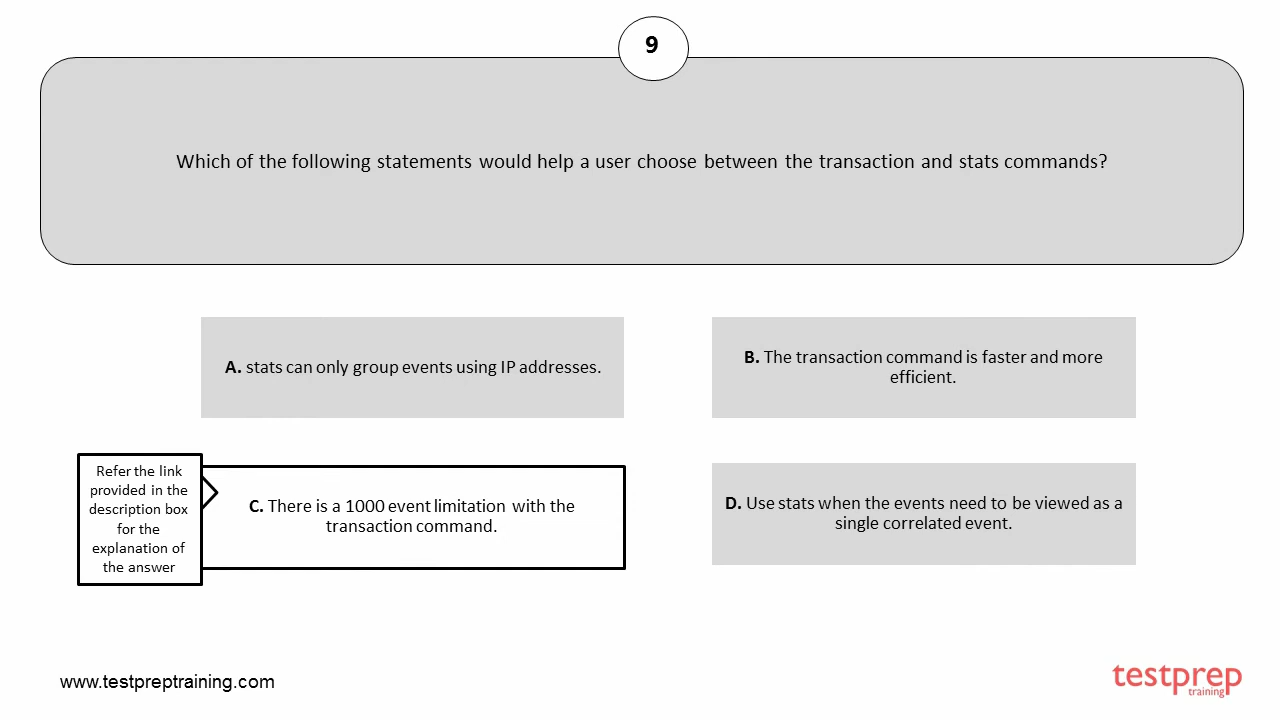 9
Which of the following statements would help a user choose between the transaction and stats commands?
A. stats can only group events using IP addresses.
B. The transaction command is faster and more
efficient.
Refer the link
provided in the
description box
for the
explanation of
the answer
C. There is a 1000 event limitation with the
transaction command.
D. Use stats when the events need to be viewed as a
single correlated event.
www.testpreptraining.com
testprep
training